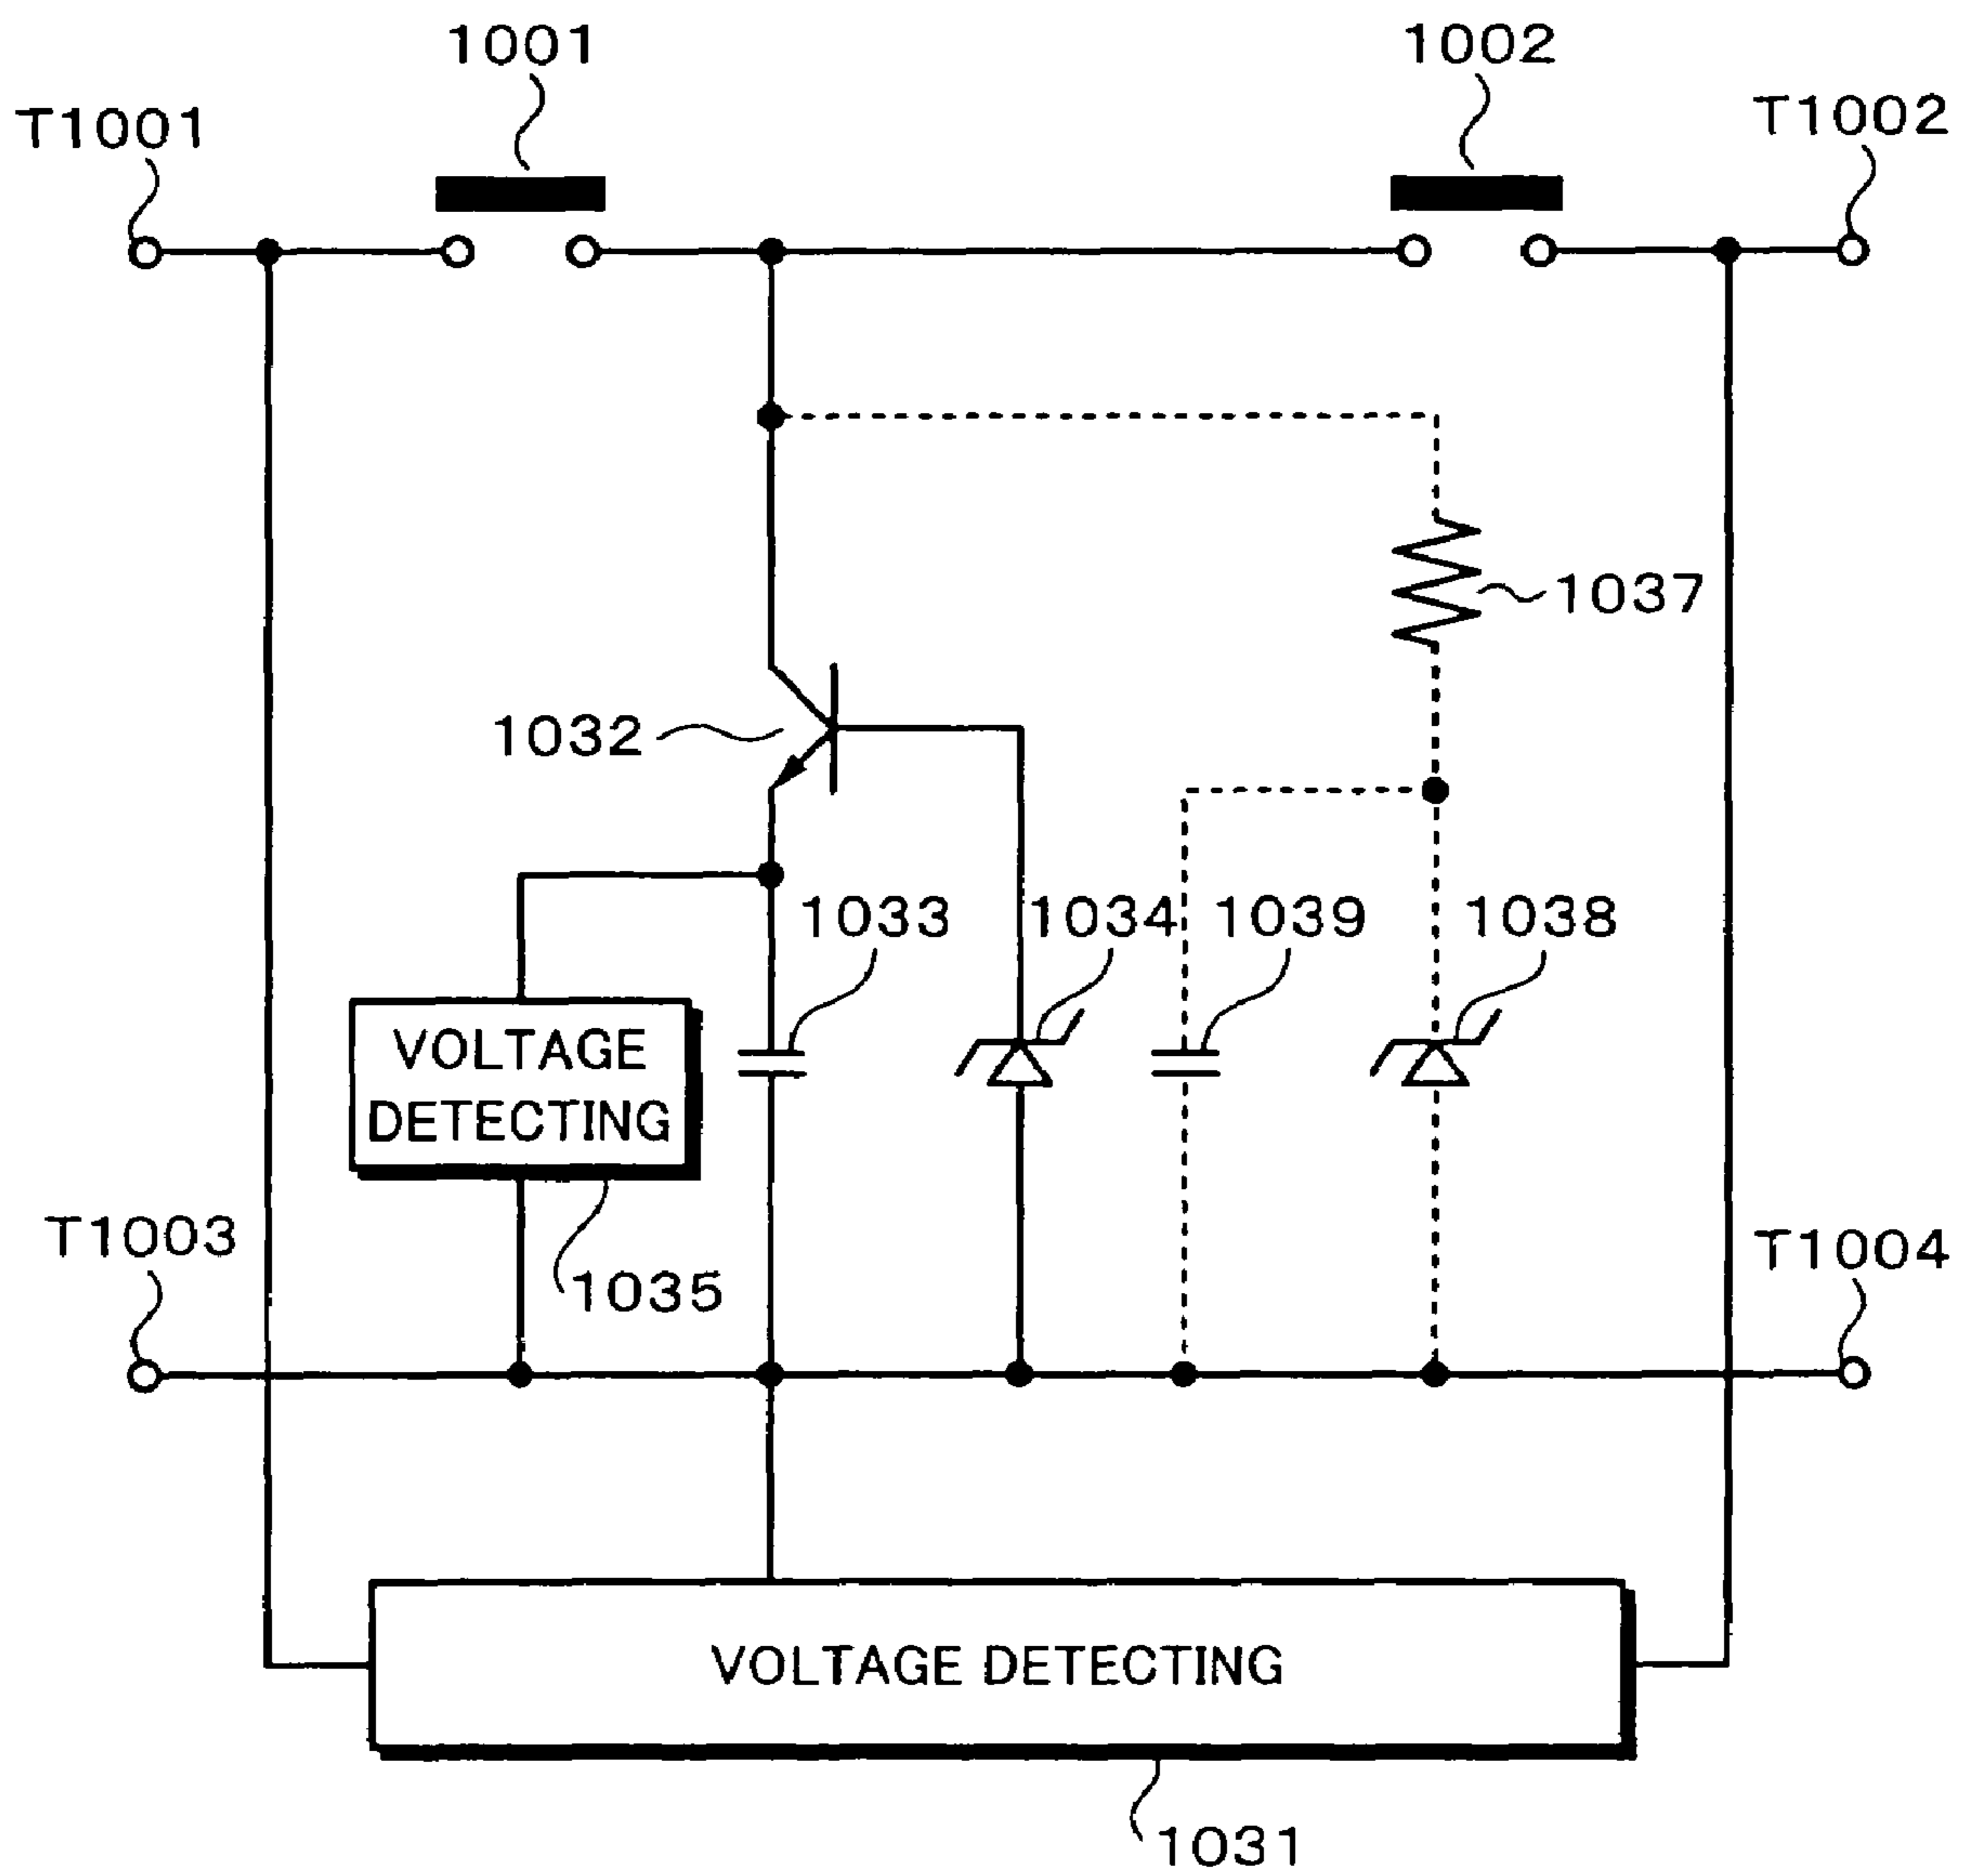 1001
1002
T1001
T1002
1037
1032
1033
1034
1039
1038
VOLTAGE
DETECTING
T1003
T1004
1035
VOLTAGE DETECTING
1031